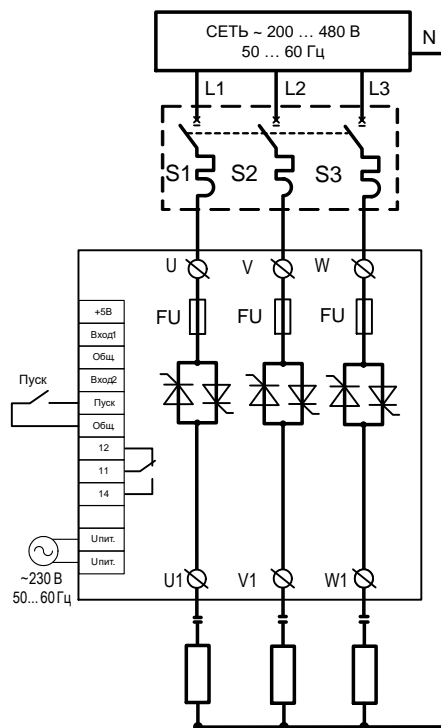 СЕТЬ ~ 200 ... 480 В
50 ... 60 Гц
N
L1
L2
L3
S1
S2
S3
U
V
W
FU
FU
FU
+5В
Вход1
Общ.
Вход2
Пуск
Пуск
Общ.
12
11
14
Uпит.
Uпит.
~230 В
50...60 Гц
U1
V1
W1